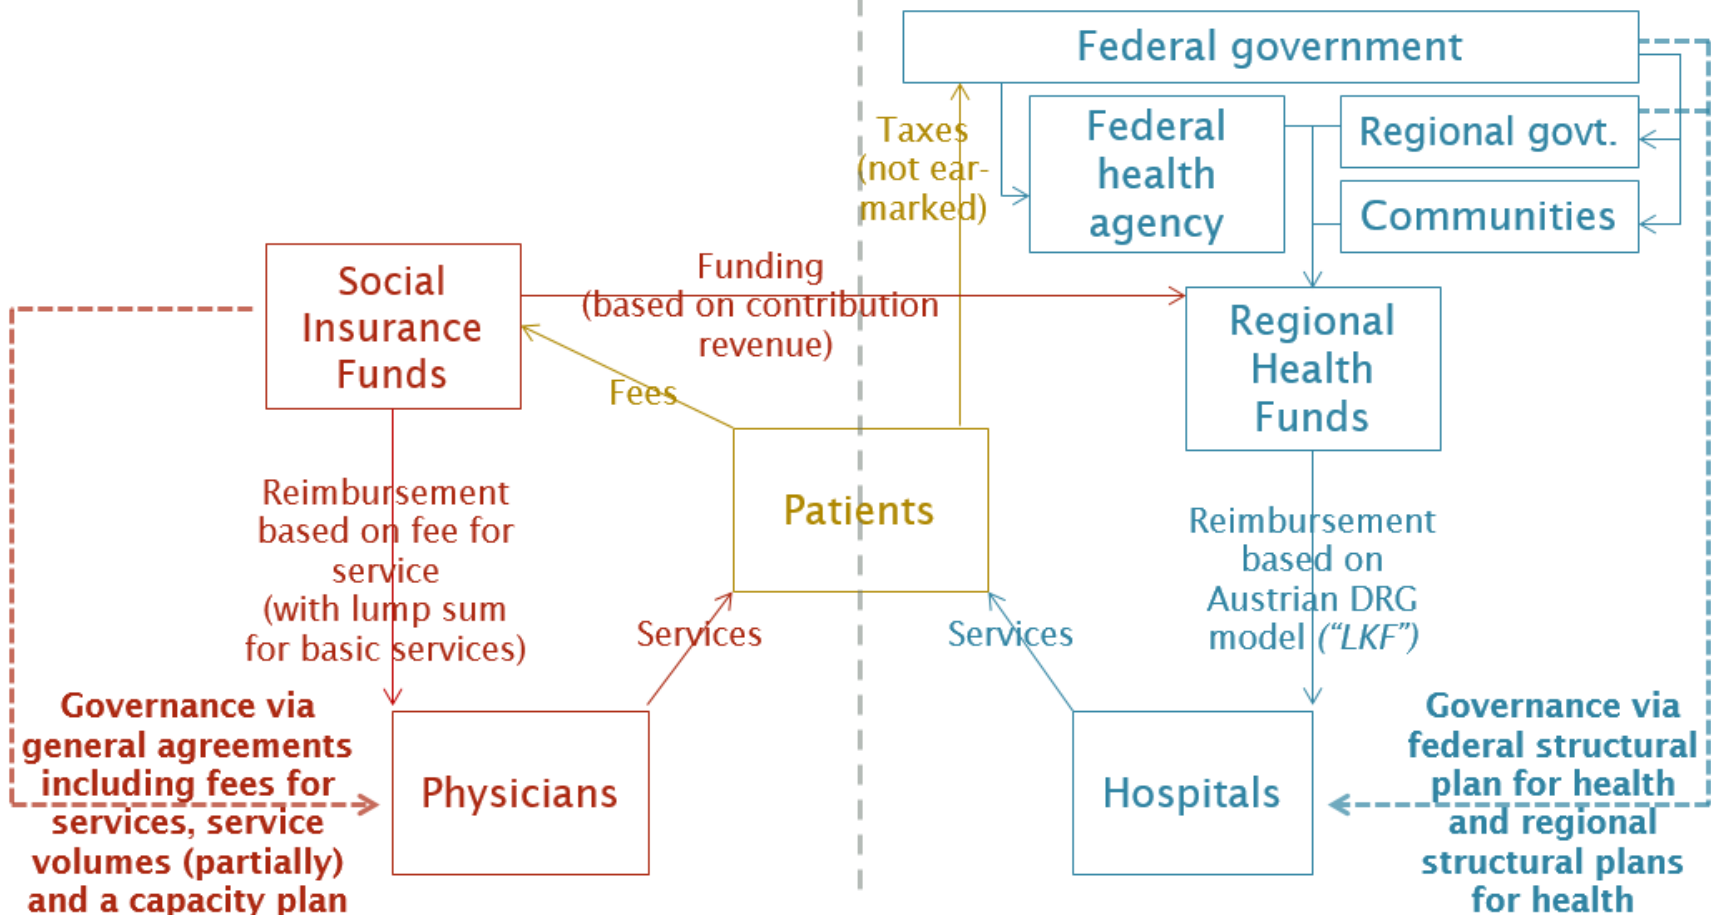 Federal government
Taxes
(not ear-
marked)
Federal
health
agency
Regional govt.
Communities
Social
Insurance
Funds
Funding
(based on contribution
revenue)
Fees
Regional
Health
Funds
Patients
Reimbursement
based on fee for
service
(with lump sum
for basic services)
Reimbursement
based on
Austrian DRG
model (“LKF”)
Services
Services
Governance via
general agreements
including fees for
services, service
volumes (partially)
and a capacity plan
Physicians
Hospitals
Governance via
federal structural
plan for health
and regional
structural plans
for health